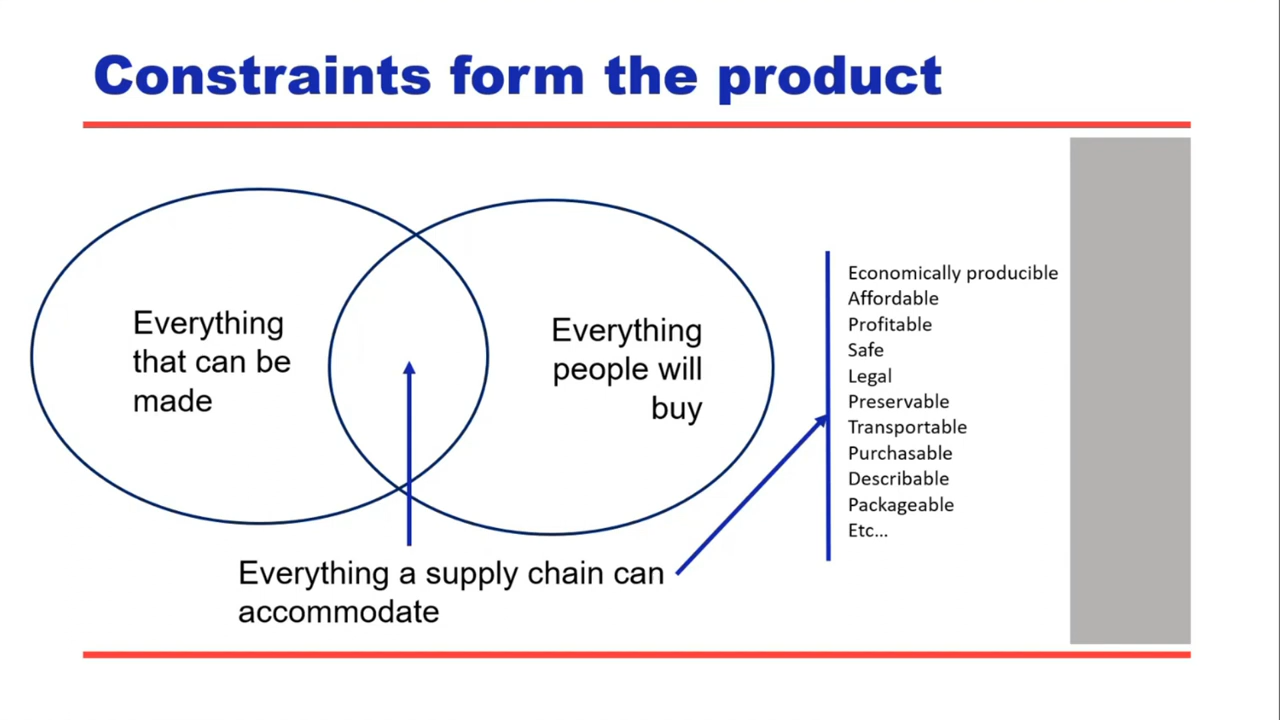 Constraints form the product
Everything
that can be
made
Everything
people will
buy
Everything a supply chain can
accommodate
Economically producible
Affordable
Profitable
Safe
Legal
Preservable
Transportable
Purchasable
Describable
Packageable
Etc...